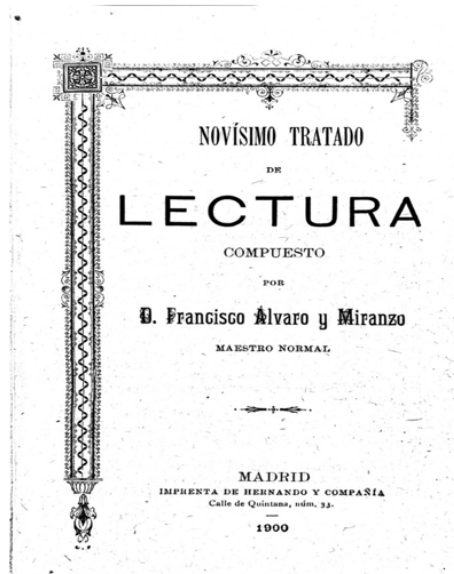 NOVÍSIMO TRATADO
DE
LECTURA
COMPUESTO
POR
D. Francisco Álvaro y Miranzo
MAESTRO NORMAL
MADRID
IMPRENTA DE HERNANDO Y COMPAÑÍA
Calle de Quintana, núm. 33.
1900